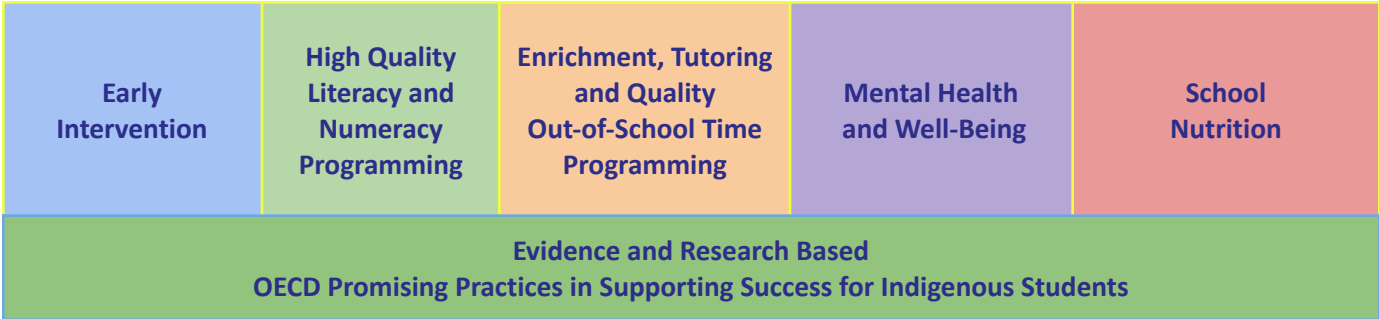 Early
Intervention
High Quality
Literacy and
Numeracy
Programming
Enrichment, Tutoring
and Quality
Out-of-School Time
Programming
Mental Health
and Well-Being
School
Nutrition
Evidence and Research Based
OECD Promising Practices in Supporting Success for Indigenous Students